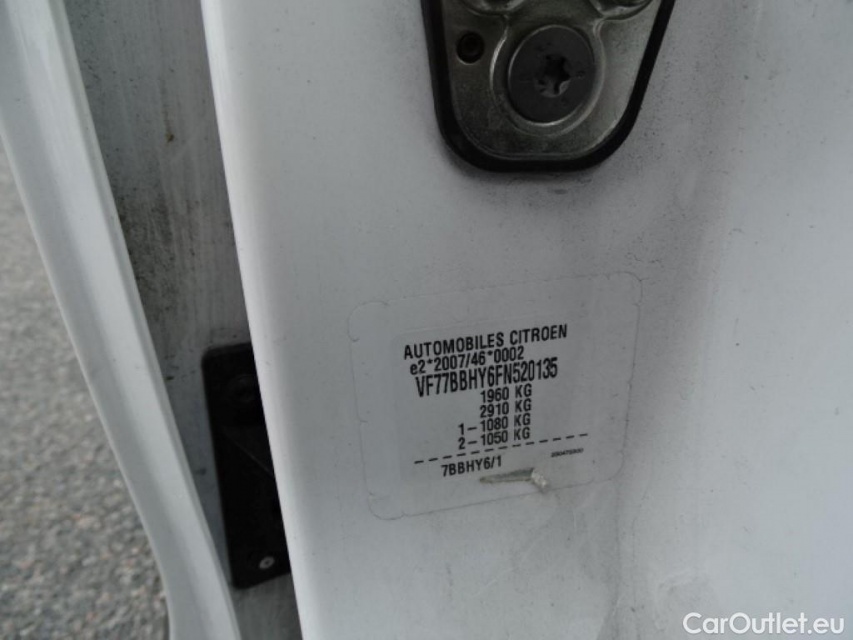 AUTOMOBILES CITROEN
e2*2007/46*0002
VF77BBHY6FN520135
1960 KG
2910 KG
1-1080 KG
2-1050 KG
7BBHY6/1
CarOutlet.eu